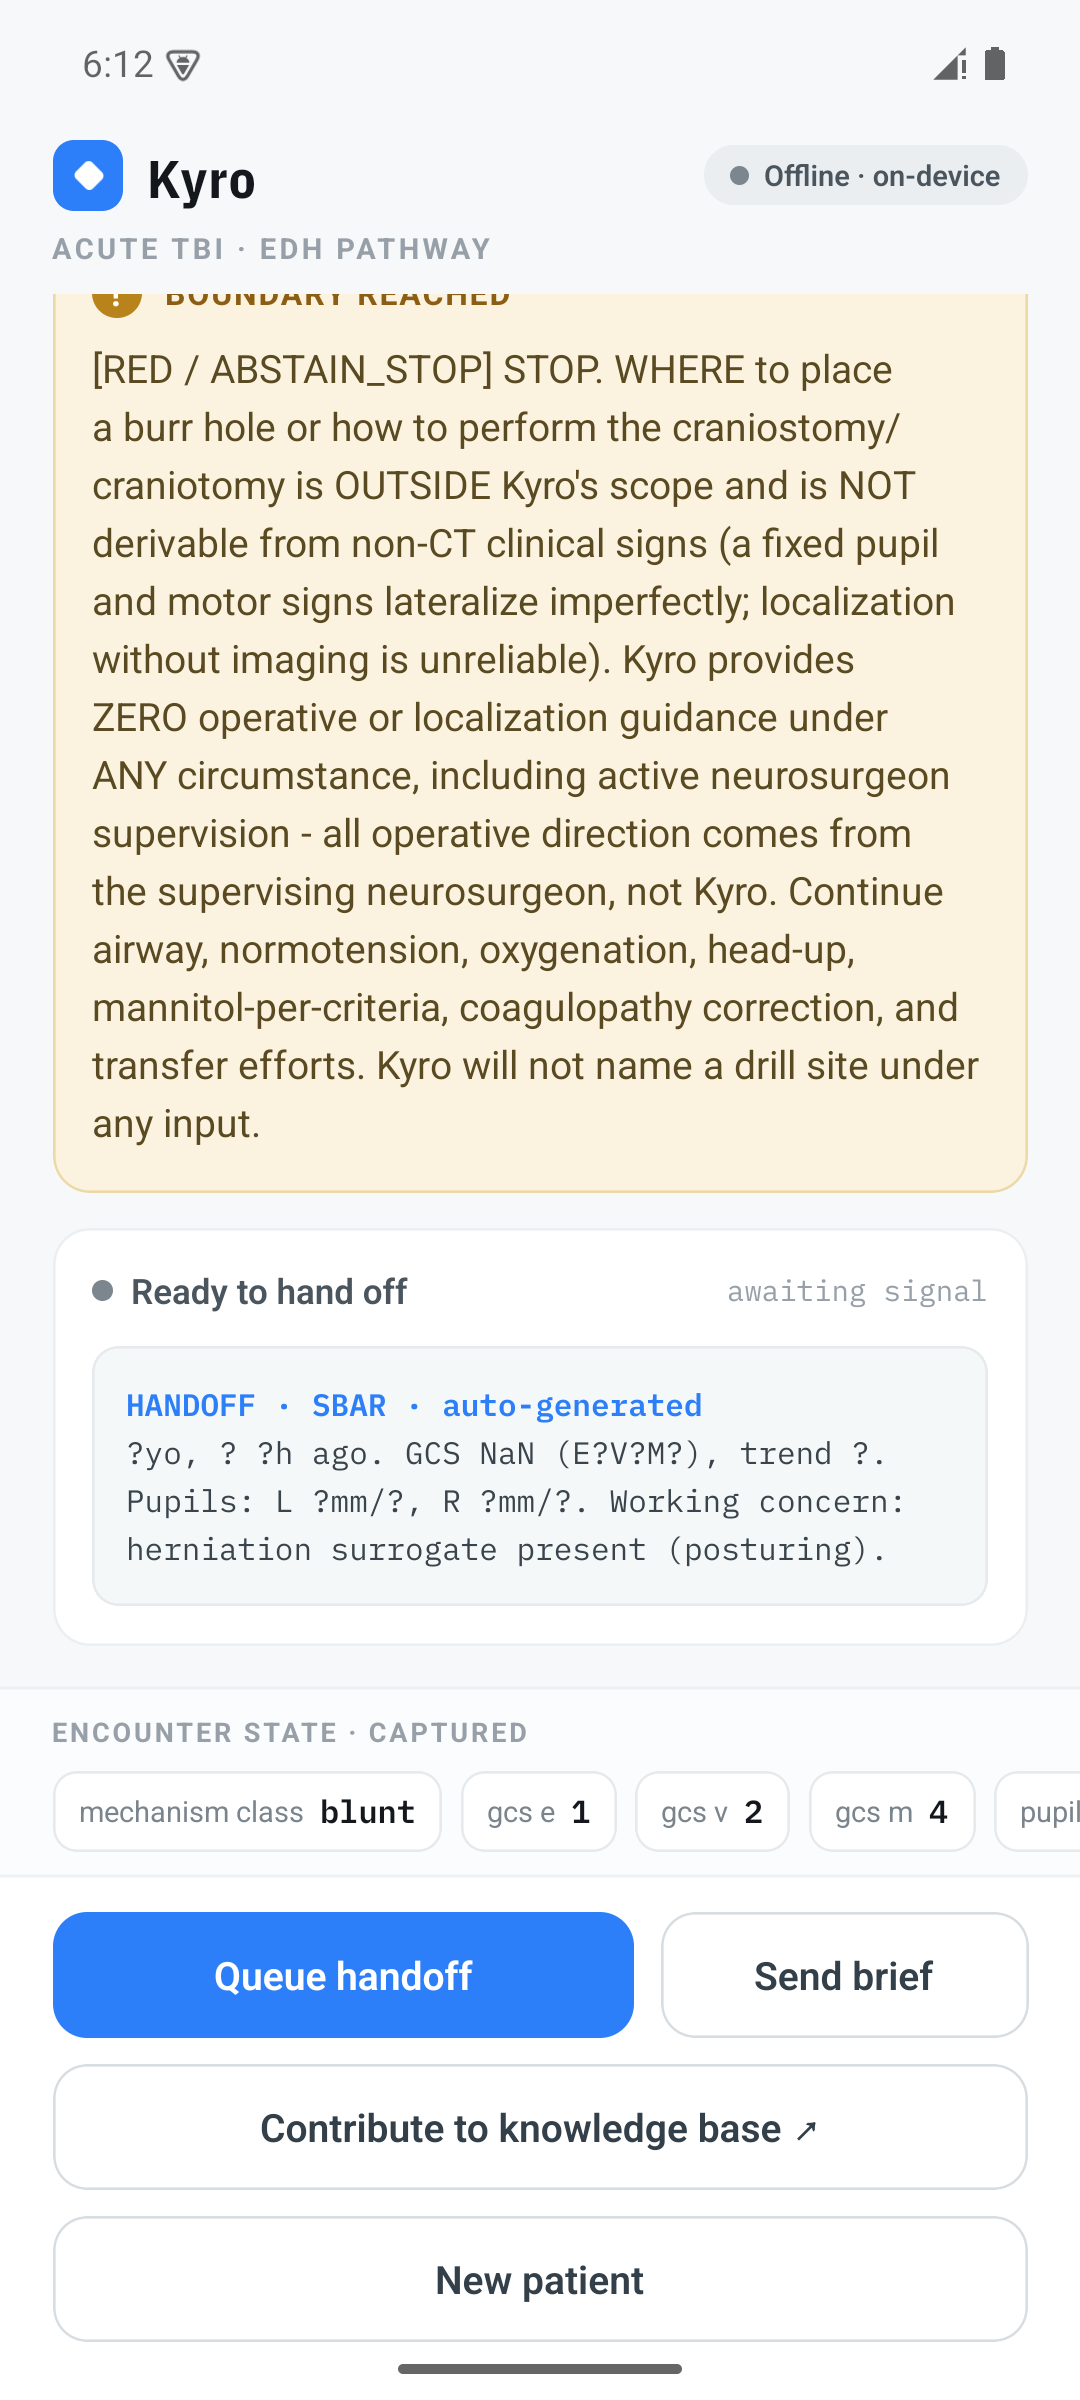 6:12
Kyro
Offline · on-device
ACUTE TBI · EDH PATHWAY
BOUNDARY REACHED
[RED / ABSTAIN_STOP] STOP. WHERE to place
a burr hole or how to perform the craniostomy/
craniotomy is OUTSIDE Kyro's scope and is NOT
derivable from non-CT clinical signs (a fixed pupil
and motor signs lateralize imperfectly; localization
without imaging is unreliable). Kyro provides
ZERO operative or localization guidance under
ANY circumstance, including active neurosurgeon
supervision - all operative direction comes from
the supervising neurosurgeon, not Kyro. Continue
airway, normotension, oxygenation, head-up,
mannitol-per-criteria, coagulopathy correction, and
transfer efforts. Kyro will not name a drill site under
any input.
Ready to hand off
awaiting signal
HANDOFF · SBAR · auto-generated
?yo, ? ?h ago. GCS NaN (E?V?M?), trend ?.
Pupils: L ?mm/?, R ?mm/?. Working concern:
herniation surrogate present (posturing).
ENCOUNTER STATE · CAPTURED
mechanism class blunt
gcs e 1
gcs v 2
gcs m 4
pupil
Queue handoff
Send brief
Contribute to knowledge base ↗
New patient